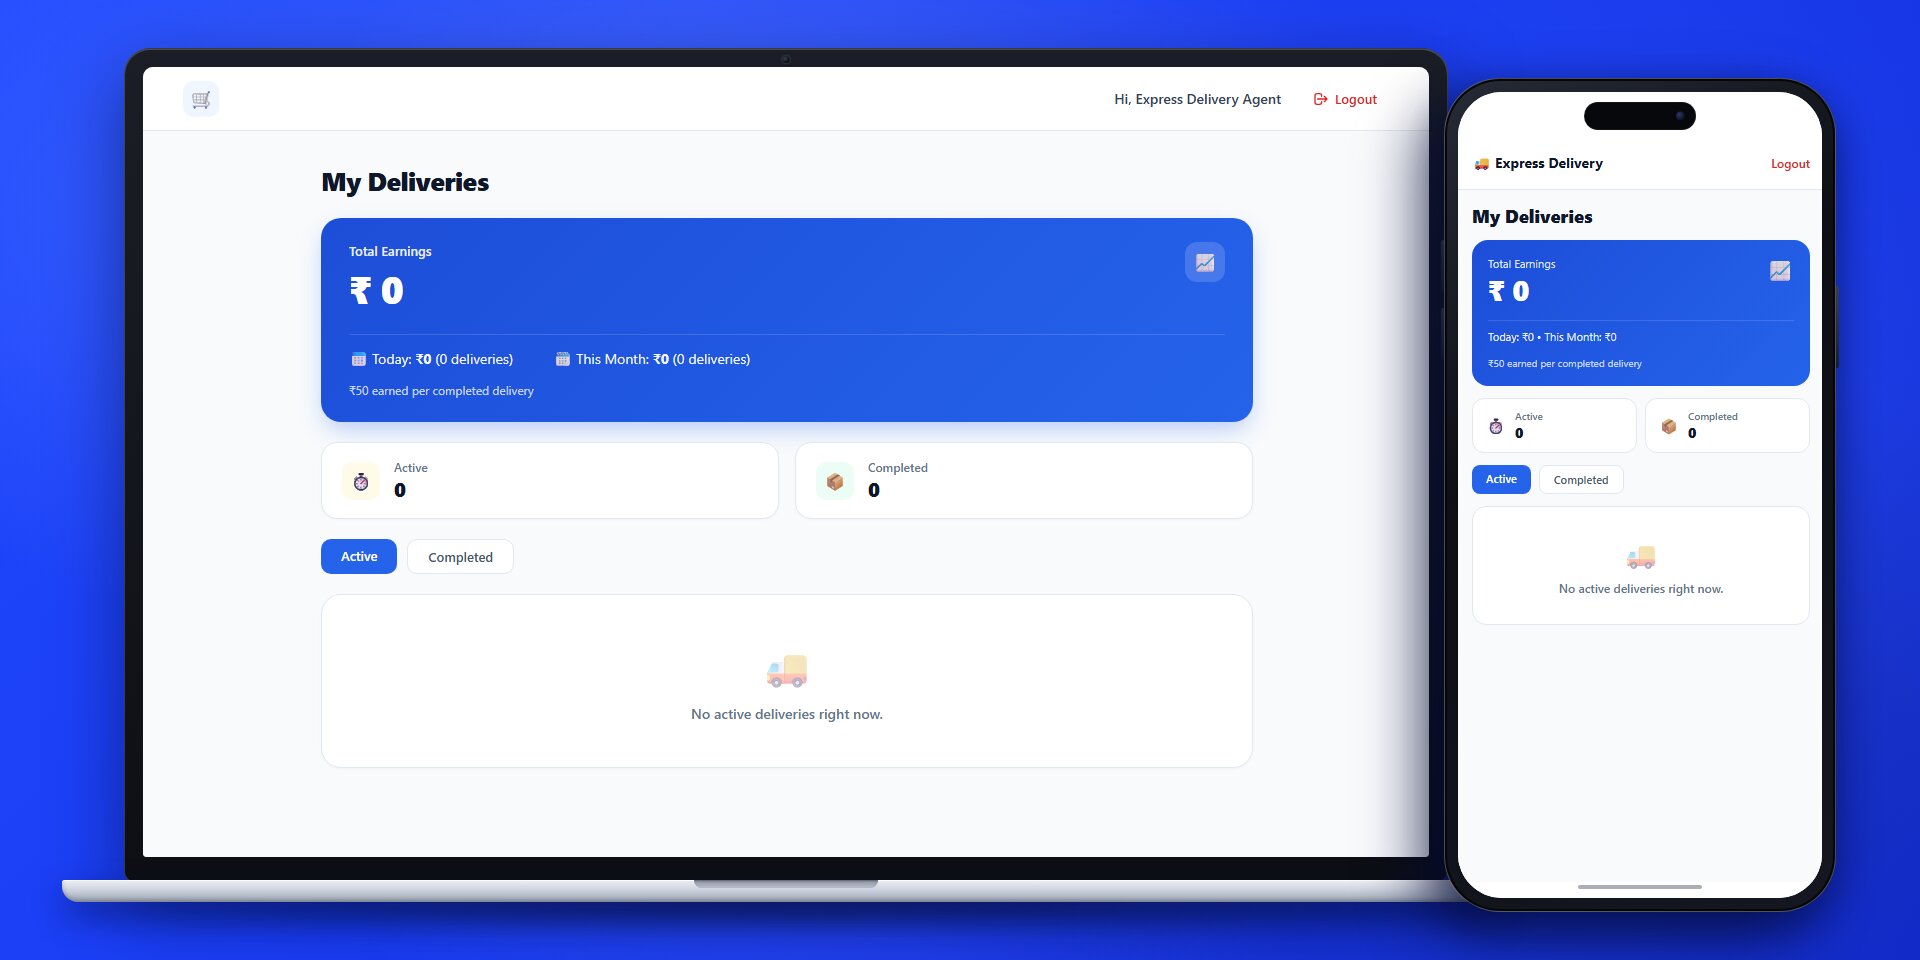 Hi, Express Delivery Agent
Logout
My Deliveries
Total Earnings
₹ 0
Today: ₹0 (0 deliveries)
This Month: ₹0 (0 deliveries)
₹50 earned per completed delivery
Active
0
Completed
0
Active
Completed
No active deliveries right now.
Express Delivery
Logout
My Deliveries
Total Earnings
₹ 0
Today: ₹0 • This Month: ₹0
₹50 earned per completed delivery
Active
0
Completed
0
Active
Completed
No active deliveries right now.